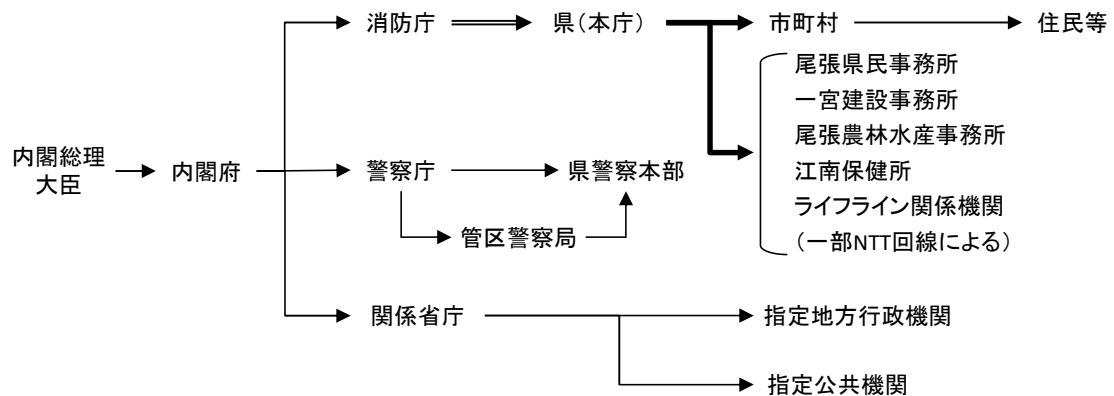 消防庁
県(本庁)
市町村
住民等
尾張県民事務所
一宮建設事務所
尾張農林水産事務所
江南保健所
ライフライン関係機関
(一部NTT回線による)
内閣総理
大臣
内閣府
警察庁
県警察本部
管区警察局
関係省庁
指定地方行政機関
指定公共機関